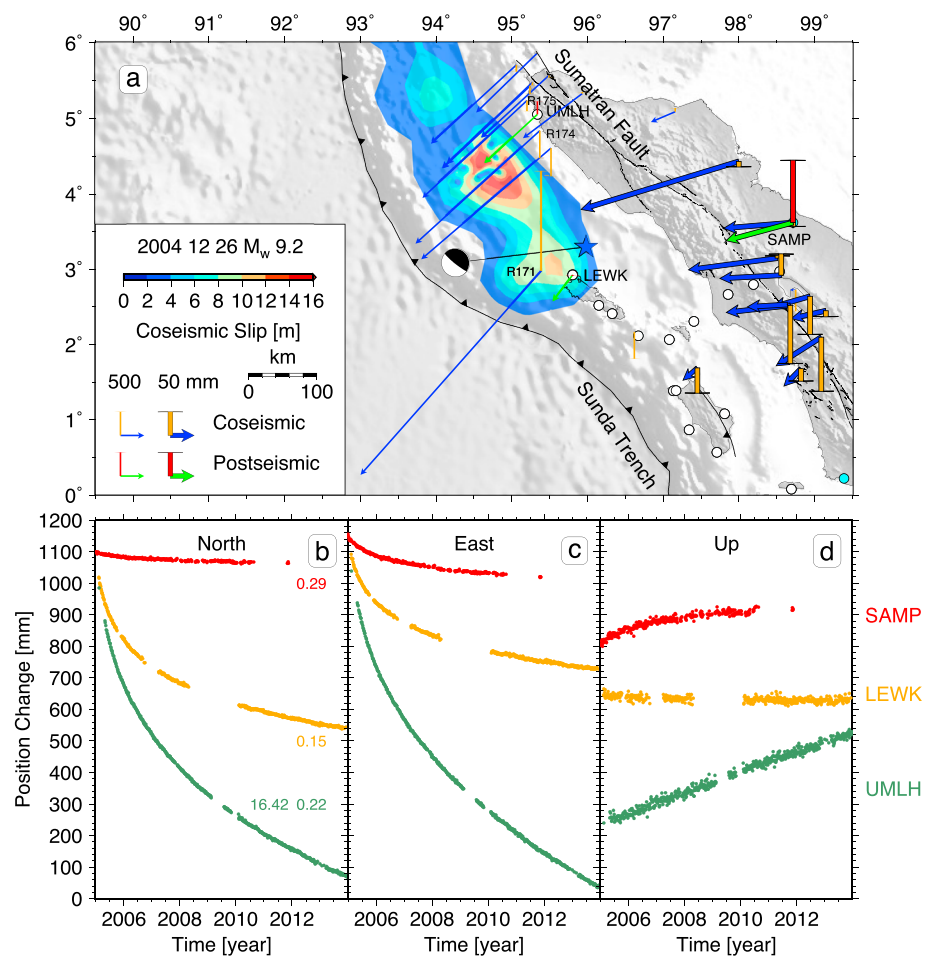 90° 91° 92° 93° 94° 95° 96° 97° 98° 99°
6°
5°
4°
3°
2°
1°
0°
a
Sumatran Fault
R175
UMLH
R174
SAMP
R171
LEWK
Sunda Trench
2004 12 26 Mw 9.2
0 2 4 6 8 10 12 14 16
Coseismic Slip [m]
km
500 50 mm
0 100
Coseismic
Postseismic
Position Change [mm]
1200
1100
1000
900
800
700
600
500
400
300
200
100
0
North b
0.29
0.15
16.42 0.22
2006 2008 2010 2012
Time [year]
East c
2006 2008 2010 2012
Time [year]
Up d
2006 2008 2010 2012
Time [year]
SAMP
LEWK
UMLH